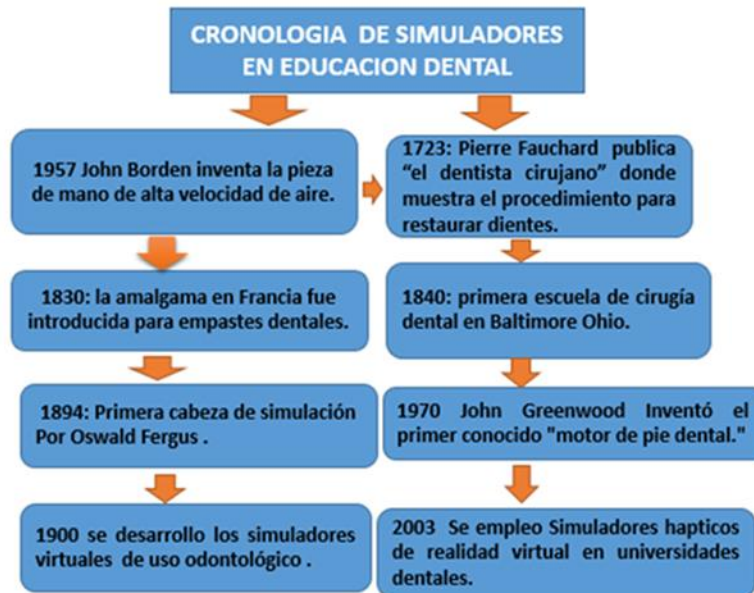 CRONOLOGIA DE SIMULADORES
EN EDUCACION DENTAL
1957 John Borden inventa la pieza
de mano de alta velocidad de aire.
1723: Pierre Fauchard publica
“el dentista cirujano” donde
muestra el procedimiento para
restaurar dientes.
1830: la amalgama en Francia fue
introducida para empastes dentales.
1840: primera escuela de cirugía
dental en Baltimore Ohio.
1894: Primera cabeza de simulación
Por Oswald Fergus .
1970 John Greenwood Inventó el
primer conocido "motor de pie dental."
1900 se desarrollo los simuladores
virtuales de uso odontológico .
2003 Se empleo Simuladores hapticos
de realidad virtual en universidades
dentales.